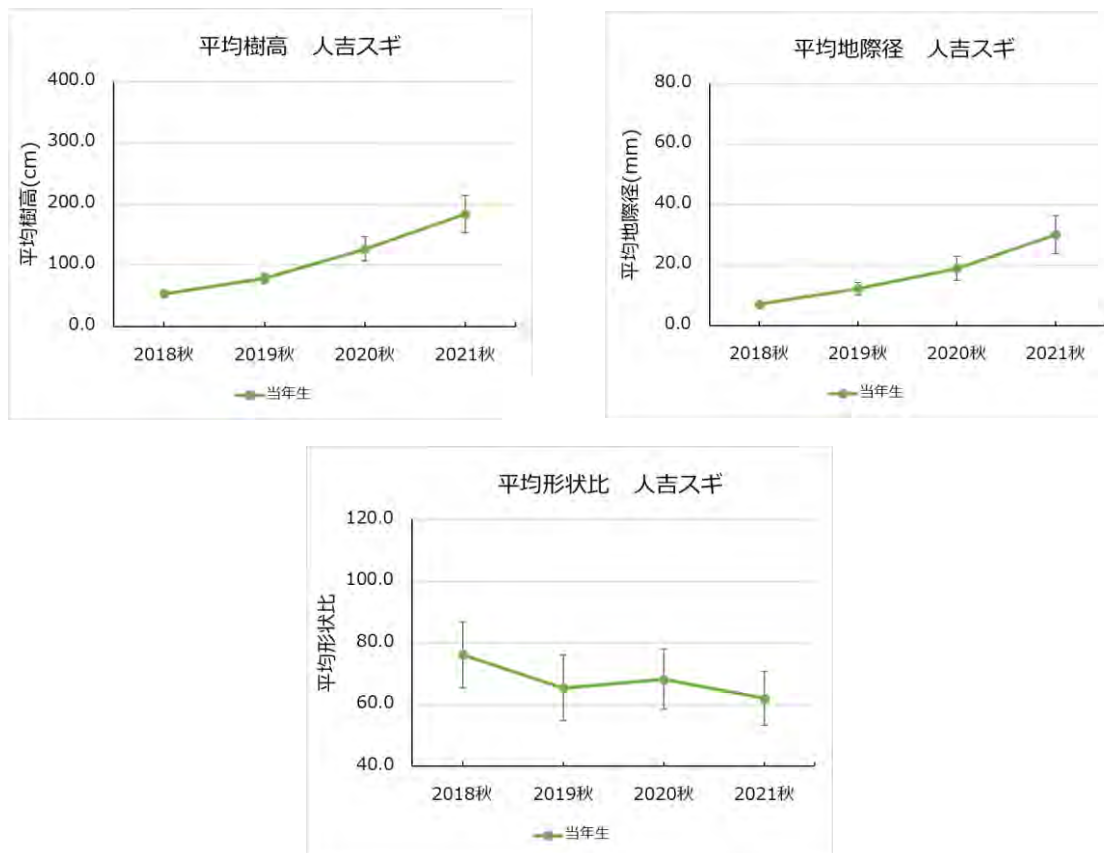 平均樹高　人吉スギ
400.0
300.0
200.0
100.0
0.0
平均樹高(cm)
2018秋 2019秋 2020秋 2021秋
当年生
平均地際径　人吉スギ
80.0
60.0
40.0
20.0
0.0
平均地際径(mm)
2018秋 2019秋 2020秋 2021秋
当年生
平均形状比　人吉スギ
120.0
100.0
80.0
60.0
40.0
平均形状比
2018秋 2019秋 2020秋 2021秋
当年生